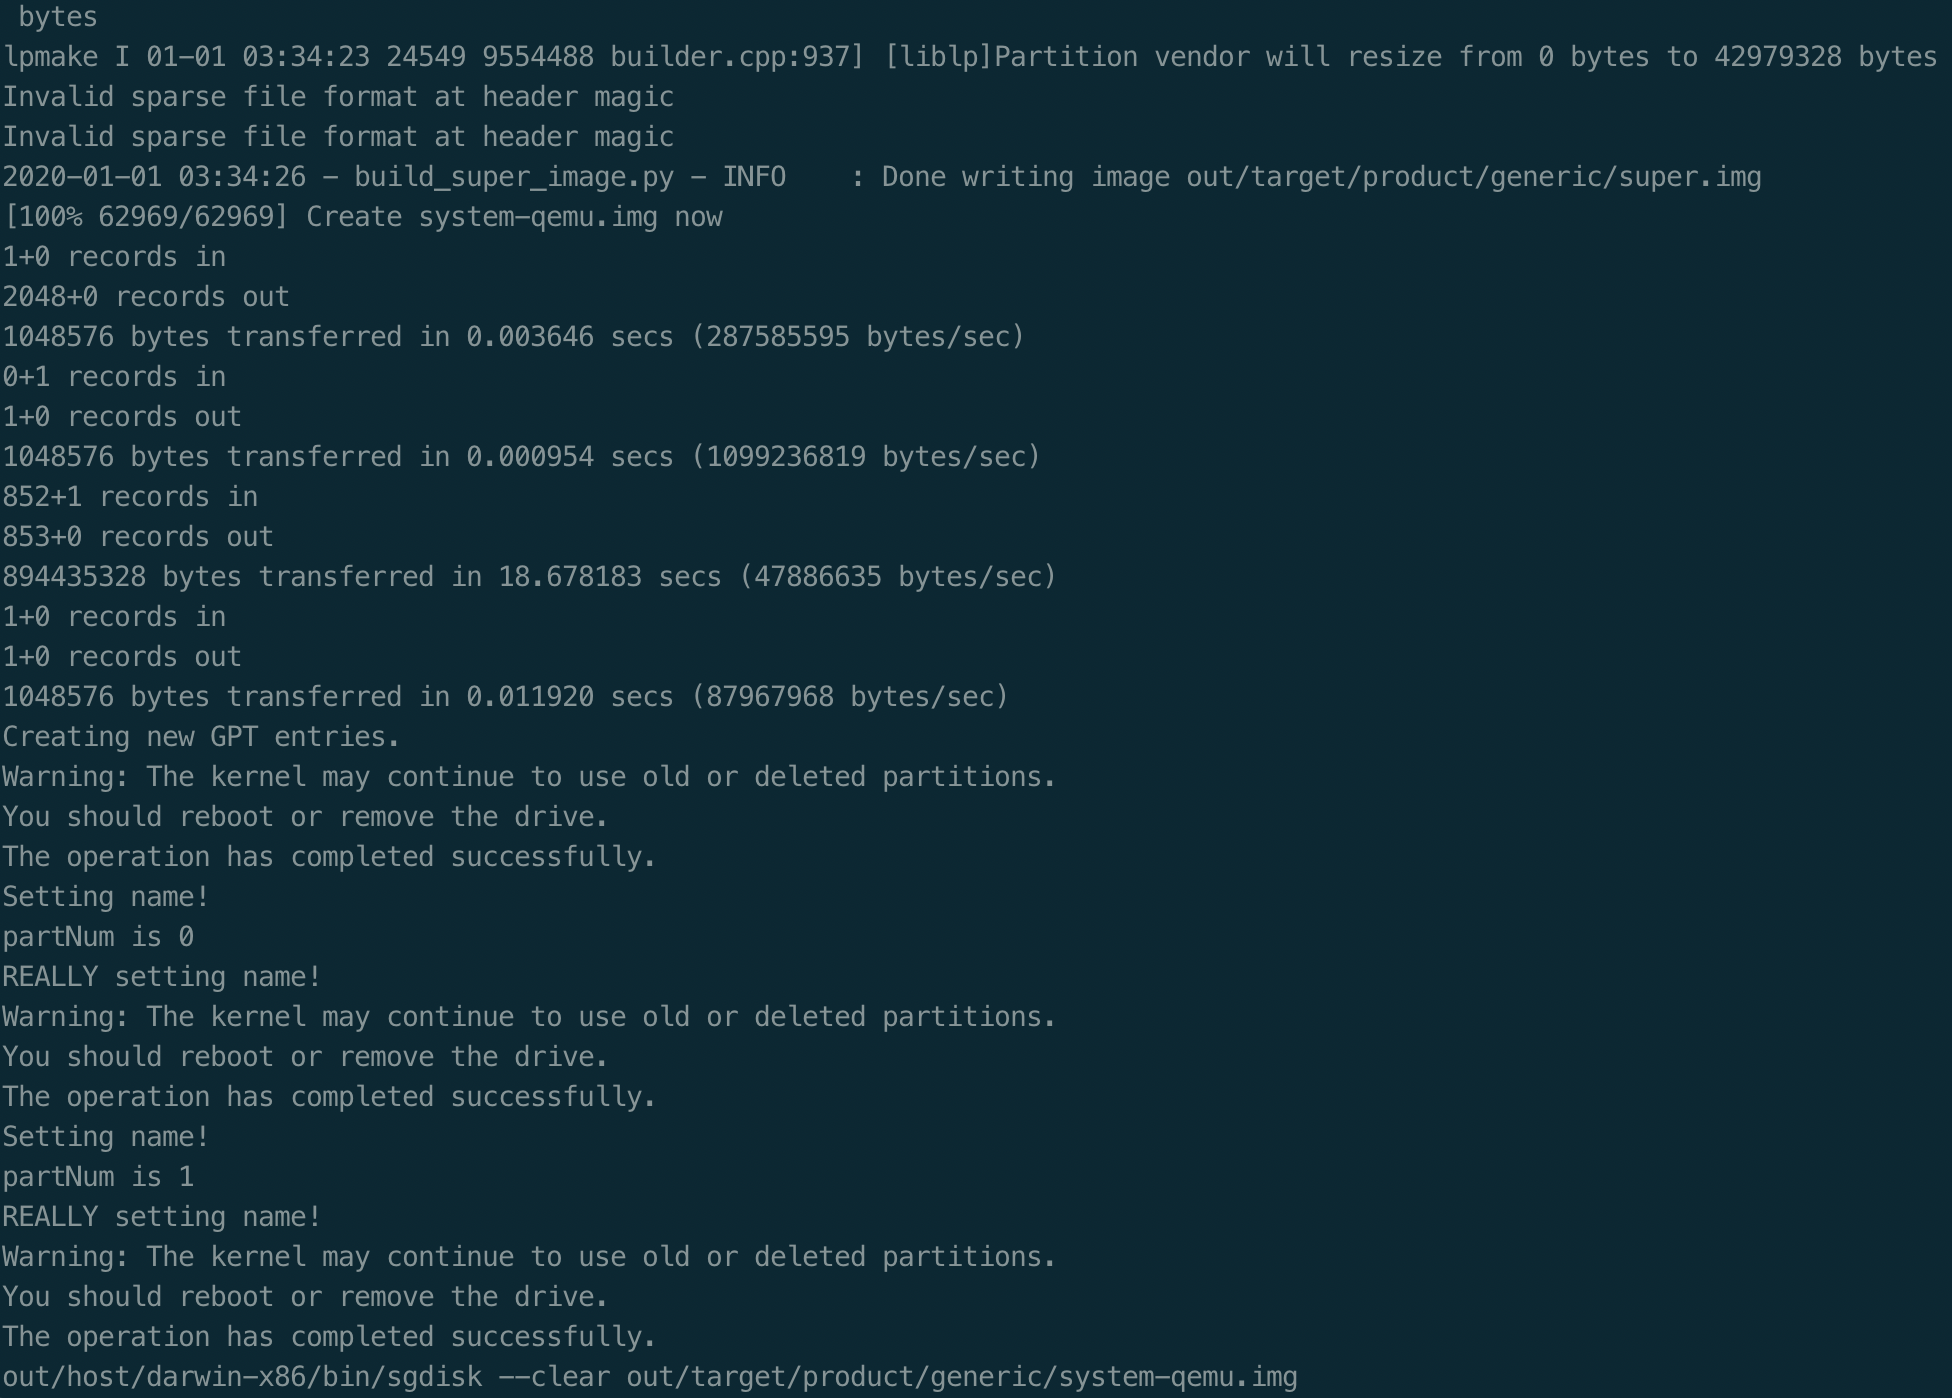 bytes
lpmake I 01-01 03:34:23 24549 9554488 builder.cpp:937] [liblp]Partition vendor will resize from 0 bytes to 42979328 bytes
Invalid sparse file format at header magic
Invalid sparse file format at header magic
2020-01-01 03:34:26 - build_super_image.py - INFO    : Done writing image out/target/product/generic/super.img
[100% 62969/62969] Create system-qemu.img now
1+0 records in
2048+0 records out
1048576 bytes transferred in 0.003646 secs (287585595 bytes/sec)
0+1 records in
1+0 records out
1048576 bytes transferred in 0.000954 secs (1099236819 bytes/sec)
852+1 records in
853+0 records out
894435328 bytes transferred in 18.678183 secs (47886635 bytes/sec)
1+0 records in
1+0 records out
1048576 bytes transferred in 0.011920 secs (87967968 bytes/sec)
Creating new GPT entries.
Warning: The kernel may continue to use old or deleted partitions.
You should reboot or remove the drive.
The operation has completed successfully.
Setting name!
partNum is 0
REALLY setting name!
Warning: The kernel may continue to use old or deleted partitions.
You should reboot or remove the drive.
The operation has completed successfully.
Setting name!
partNum is 1
REALLY setting name!
Warning: The kernel may continue to use old or deleted partitions.
You should reboot or remove the drive.
The operation has completed successfully.
out/host/darwin-x86/bin/sgdisk --clear out/target/product/generic/system-qemu.img